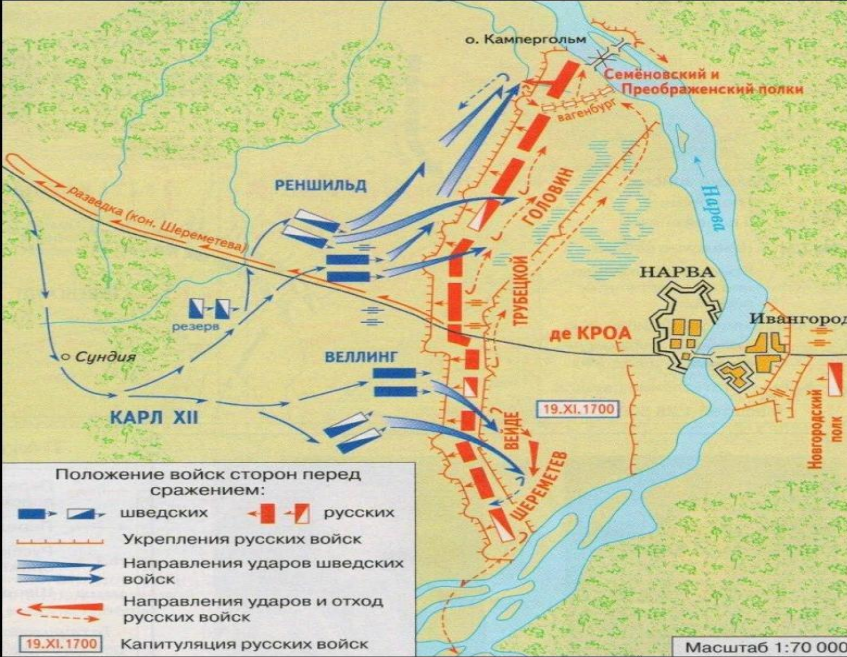 о. Кампергольм
Семёновский и
Преображенский полки
вагенбург
РЕНШИЛЬД
разведка (кон. Шереметева)
ГОЛОВИН
Нарва
ТРУБЕЦКОЙ
НАРВА
Ивангород
резерв
де КРОА
Сундия
ВЕЛЛИНГ
КАРЛ XII
19.XI.1700
ВЕЙДЕ
ШЕРЕМЕТЕВ
Новгородский
полк
Положение войск сторон перед
сражением:
шведских
русских
Укрепления русских войск
Направления ударов шведских
войск
Направления ударов и отход
русских войск
19.XI.1700 Капитуляция русских войск
Масштаб 1:70 000